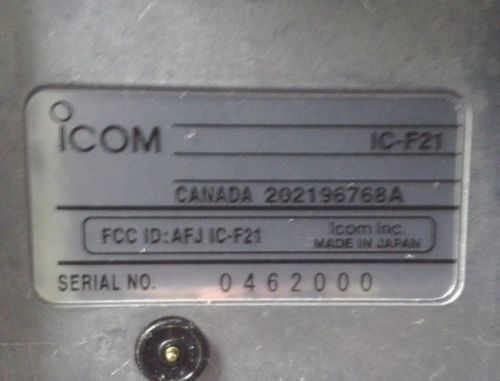 iCOM
IC-F21
CANADA 202196768A
FCC ID:AFJ IC-F21
Icom Inc.
MADE IN JAPAN
SERIAL NO. 0462000